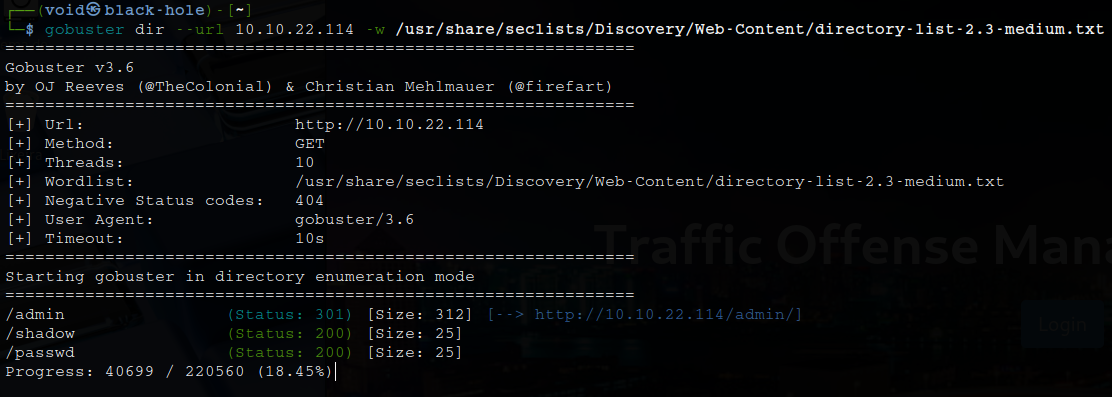 ┌──(void㉿black-hole)-[~]
└─$ gobuster dir --url 10.10.22.114 -w /usr/share/seclists/Discovery/Web-Content/directory-list-2.3-medium.txt
===============================================================
Gobuster v3.6
by OJ Reeves (@TheColonial) & Christian Mehlmauer (@firefart)
===============================================================
[+] Url:                     http://10.10.22.114
[+] Method:                  GET
[+] Threads:                 10
[+] Wordlist:                /usr/share/seclists/Discovery/Web-Content/directory-list-2.3-medium.txt
[+] Negative Status codes:   404
[+] User Agent:              gobuster/3.6
[+] Timeout:                 10s
Traffic Offense Mana
===============================================================
Starting gobuster in directory enumeration mode
===============================================================
/admin                (Status: 301) [Size: 312] [--> http://10.10.22.114/admin/]
/shadow               (Status: 200) [Size: 25]
Login
/passwd               (Status: 200) [Size: 25]
Progress: 40699 / 220560 (18.45%)